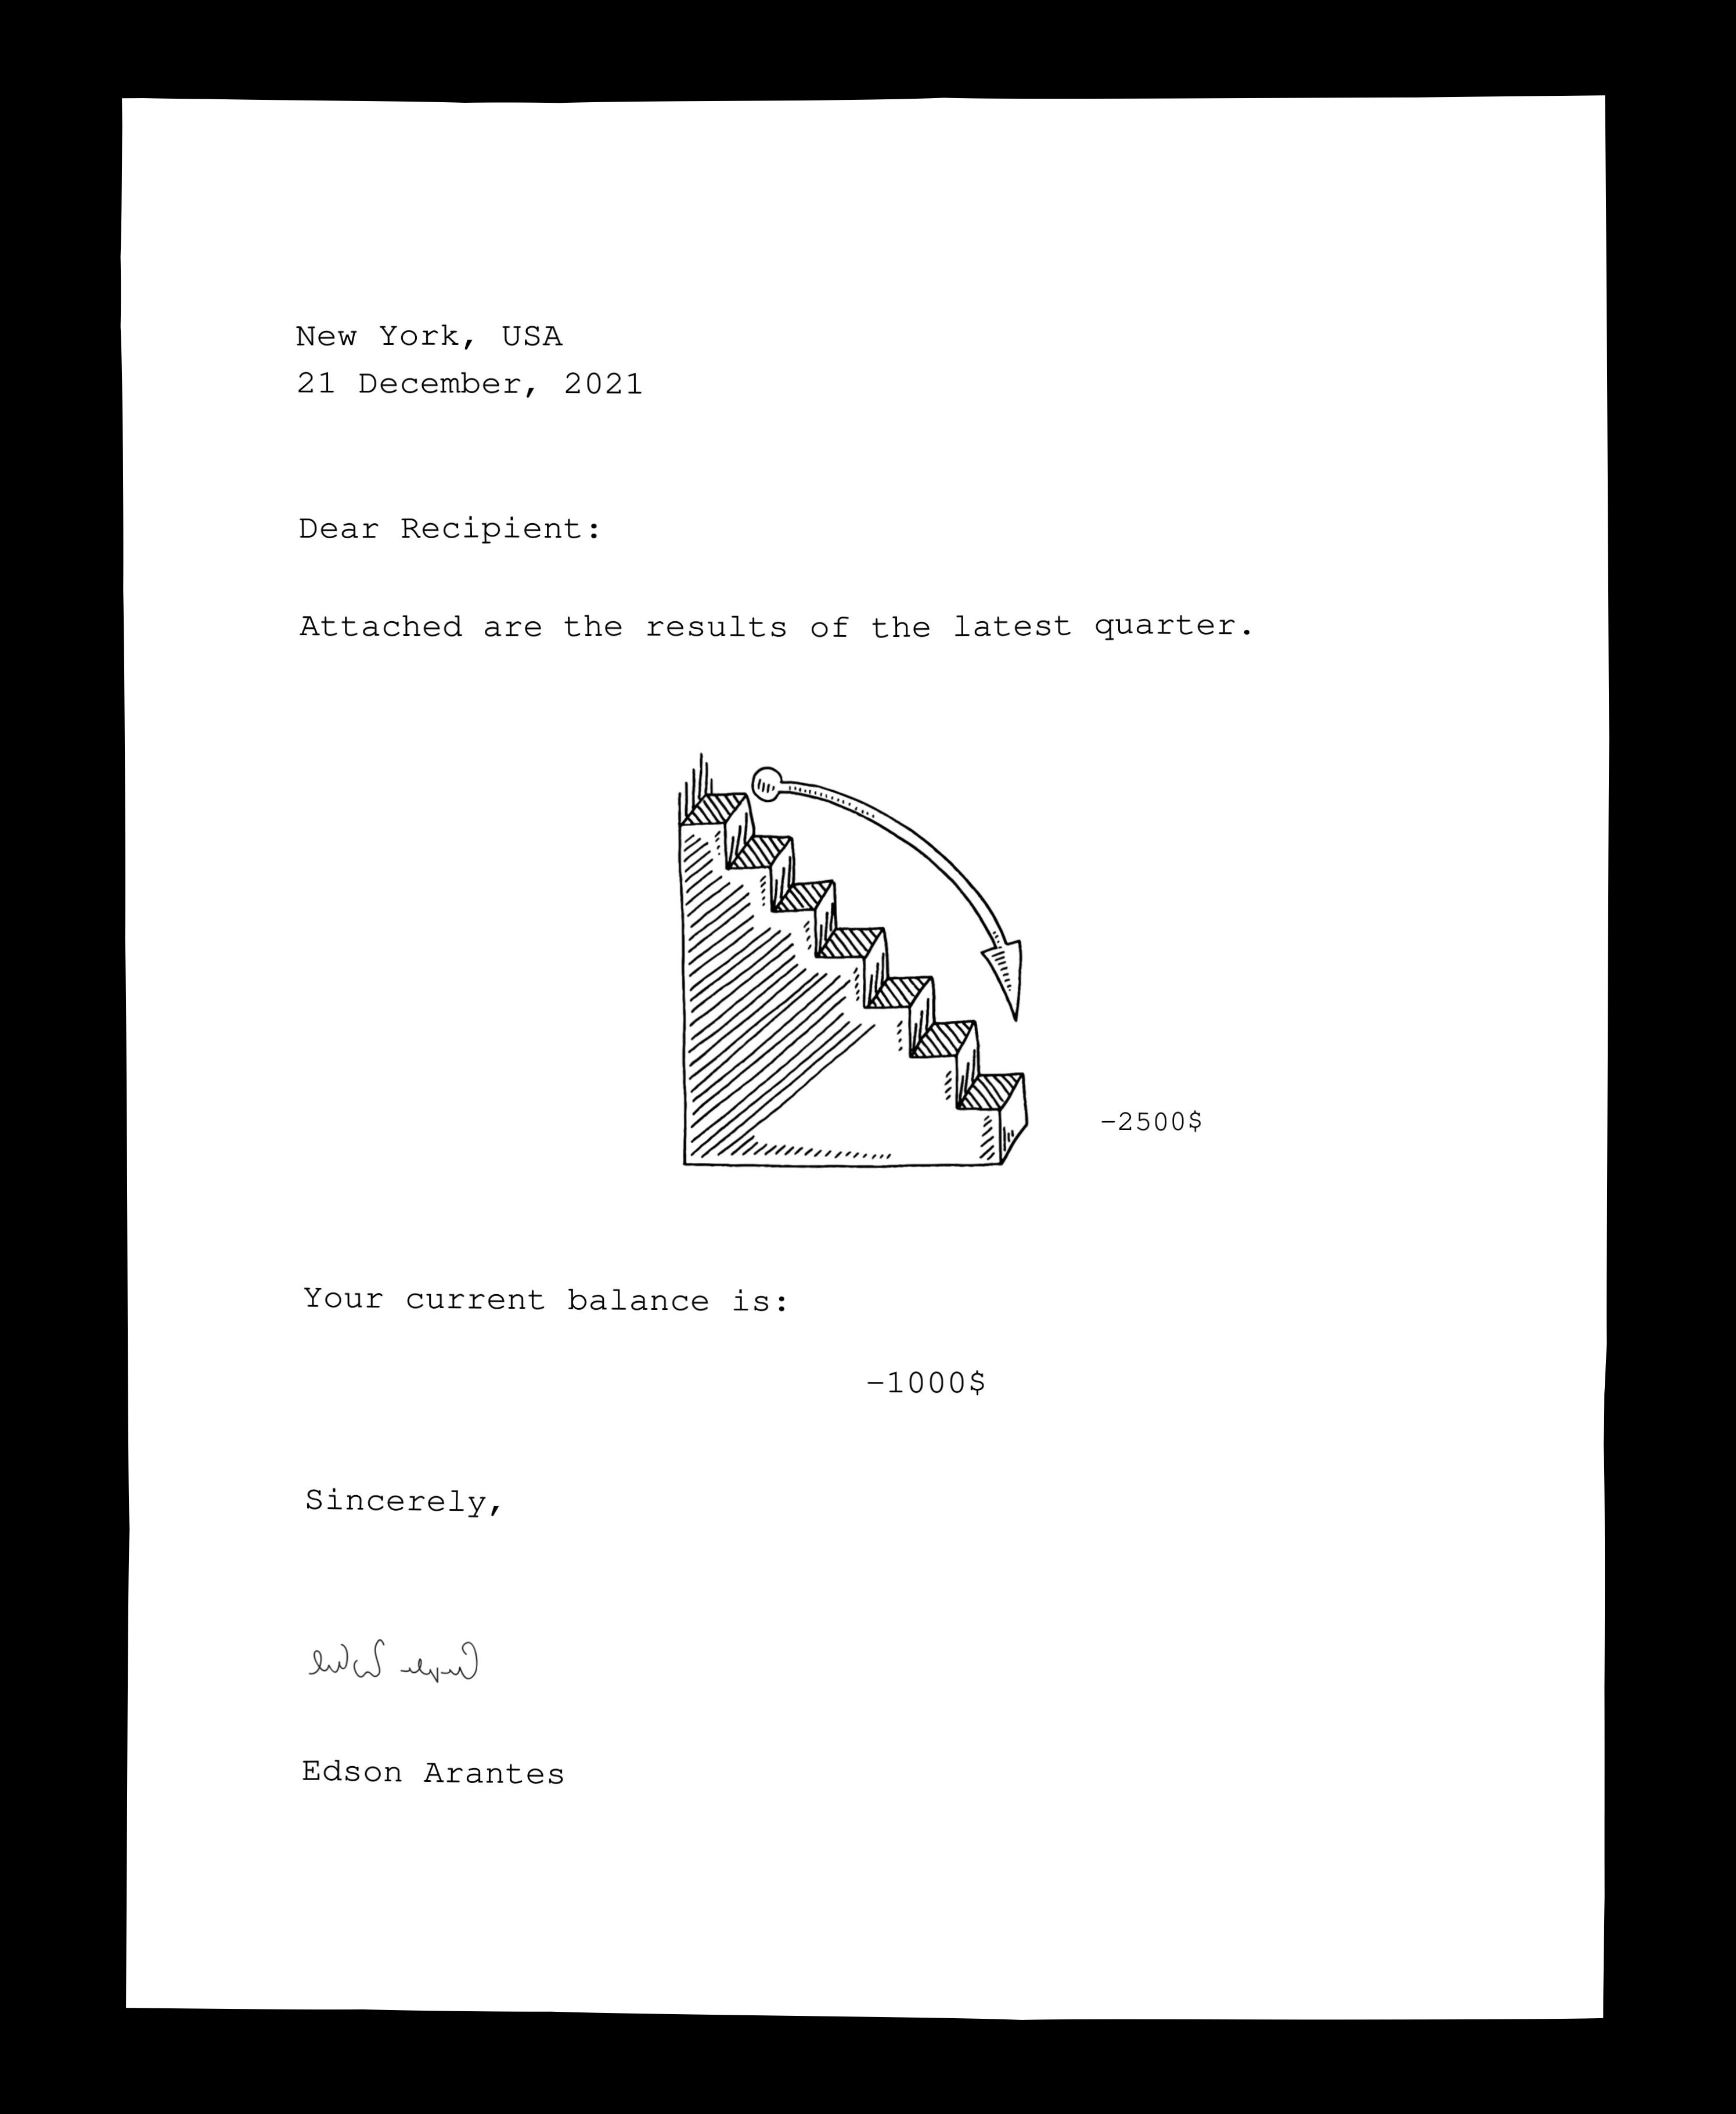 New York, USA
21 December, 2021
Dear Recipient:
Attached are the results of the latest quarter.
-2500$
Your current balance is:
-1000$
Sincerely,
Edson Arantes